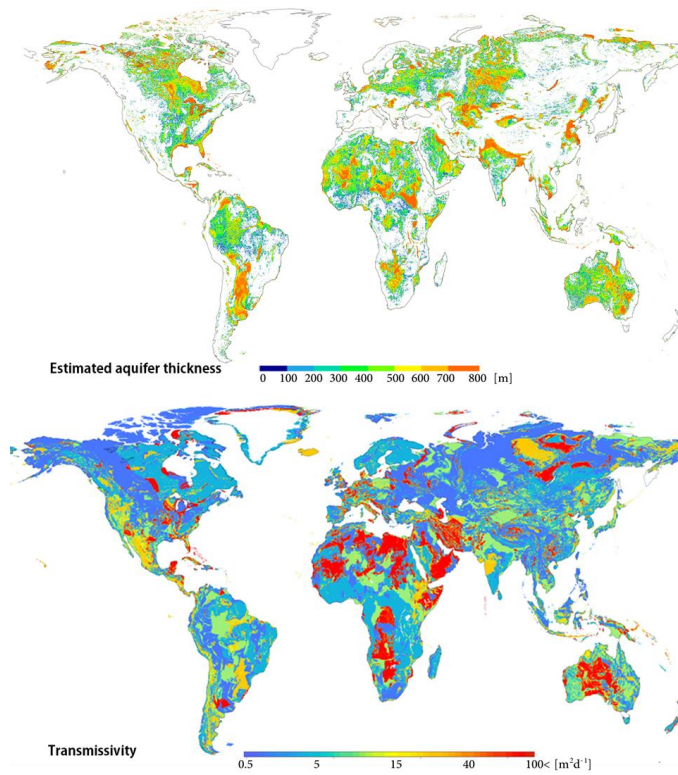 Estimated aquifer thickness
0 100 200 300 400 500 600 700 800 [m]
Transmissivity
0.5 5 15 40 100< [m²d⁻¹]